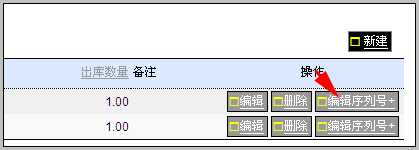 新建
出库数量 备注 操作
1.00 编辑 删除 编辑序列号+
1.00 编辑 删除 编辑序列号+